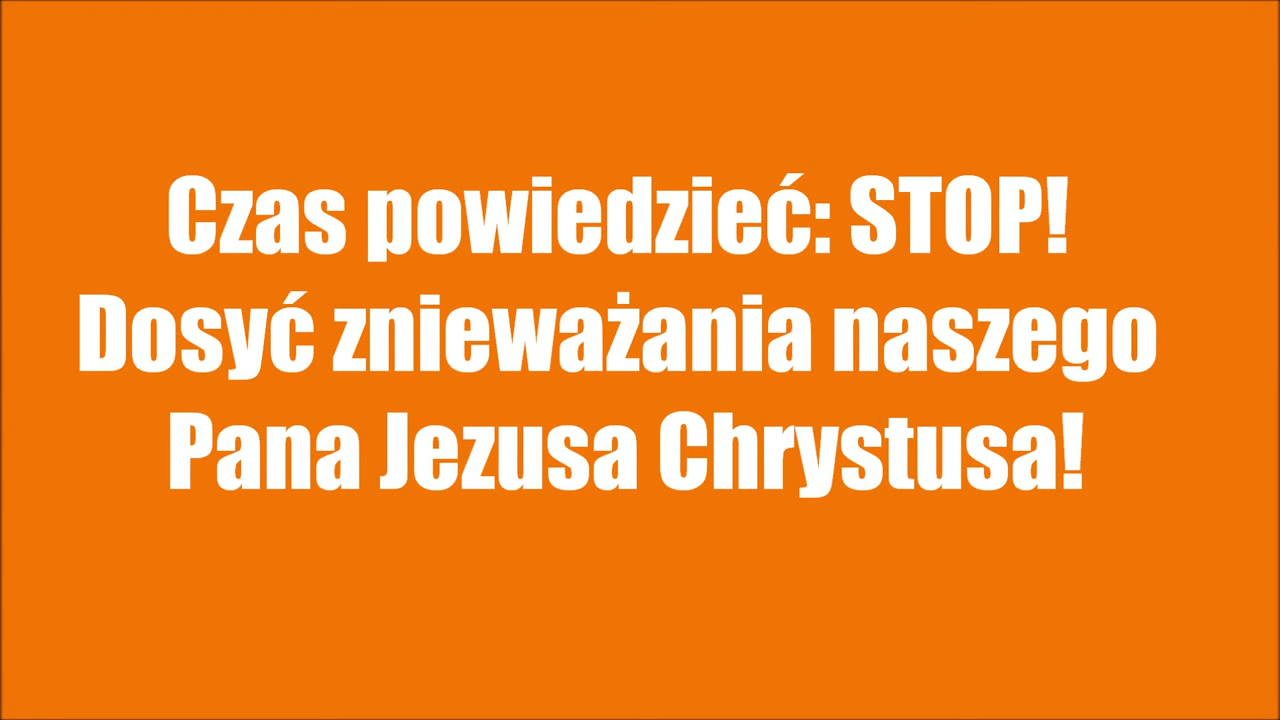 Czas powiedzieć: STOP!
Dosyć znieważania naszego
Pana Jezusa Chrystusa!